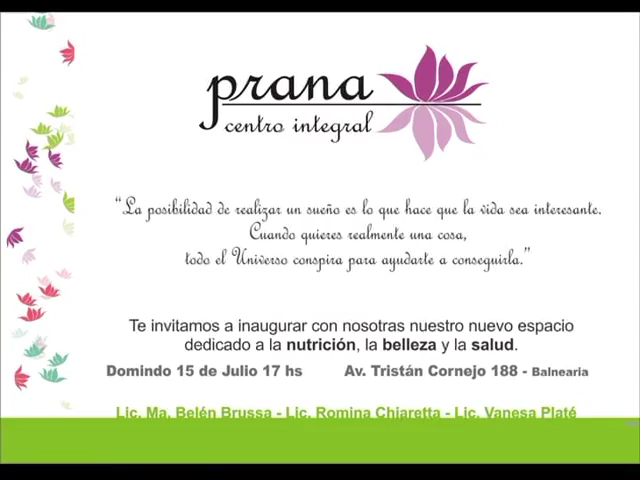 prana
centro integral
“La posibilidad de realizar un sueño es lo que hace que la vida sea interesante.
Cuando quieres realmente una cosa,
todo el Universo conspira para ayudarte a conseguirla.”
Te invitamos a inaugurar con nosotras nuestro nuevo espacio
dedicado a la nutrición, la belleza y la salud.
Domindo 15 de Julio 17 hs Av. Tristán Cornejo 188 - Balnearia
Lic. Ma. Belén Brussa - Lic. Romina Chiaretta - Lic. Vanesa Platé